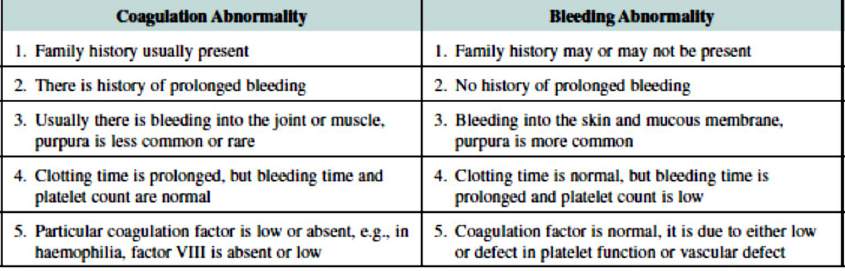 Coagulation Abnormality
Bleeding Abnormality
1. Family history usually present
1. Family history may or may not be present
2. There is history of prolonged bleeding
2. No history of prolonged bleeding
3. Usually there is bleeding into the joint or muscle,
purpura is less common or rare
3. Bleeding into the skin and mucous membrane,
purpura is more common
4. Clotting time is prolonged, but bleeding time and
platelet count are normal
4. Clotting time is normal, but bleeding time is
prolonged and platelet count is low
5. Particular coagulation factor is low or absent, e.g., in
haemophilia, factor VIII is absent or low
5. Coagulation factor is normal, it is due to either low
or defect in platelet function or vascular defect